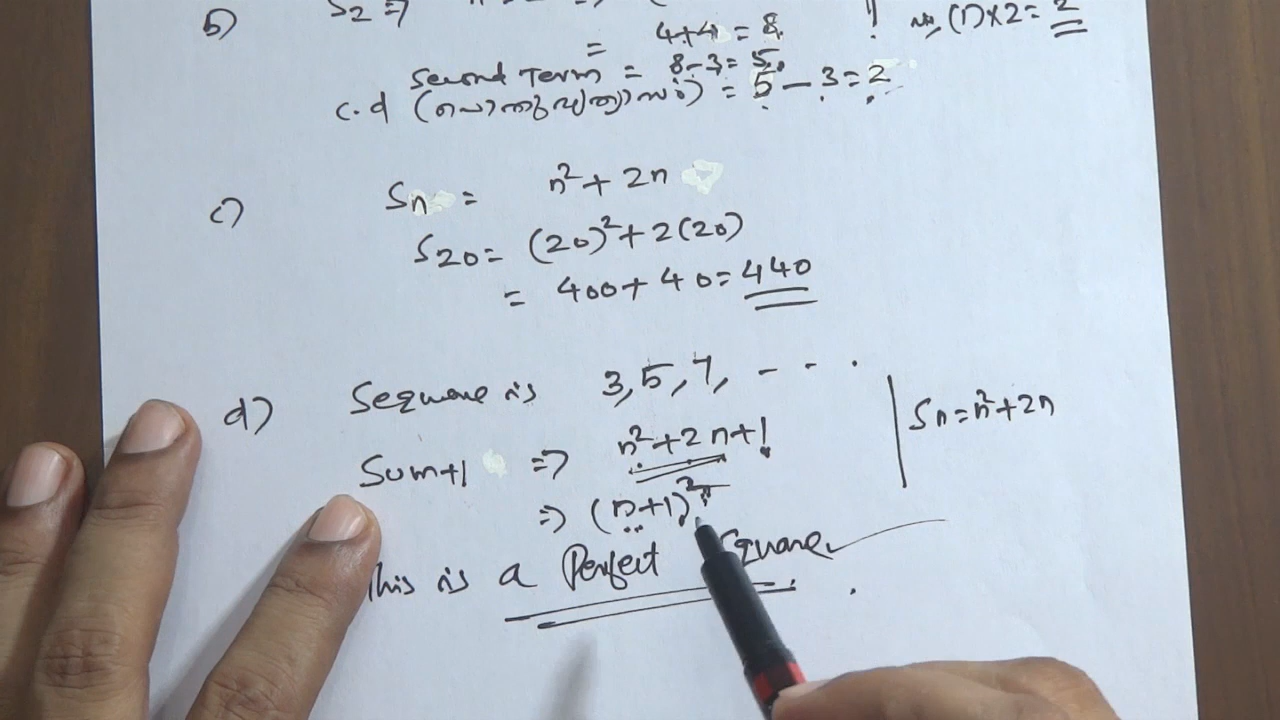 b) S2 ⇒
= 4+4 = 8
(1)×2 = 2
Second Term = 8-3 = 5
c.d (പൊതുവ്യത്യാസം) = 5 - 3 = 2
c) Sn = n² + 2n
S20 = (20)² + 2(20)
= 400 + 40 = 440
d) Sequare is 3, 5, 7, - - .
Sum+1 ⇒ n² + 2n + 1
Sn = n² + 2n
⇒ (n+1)²
This is a Perfect Square.